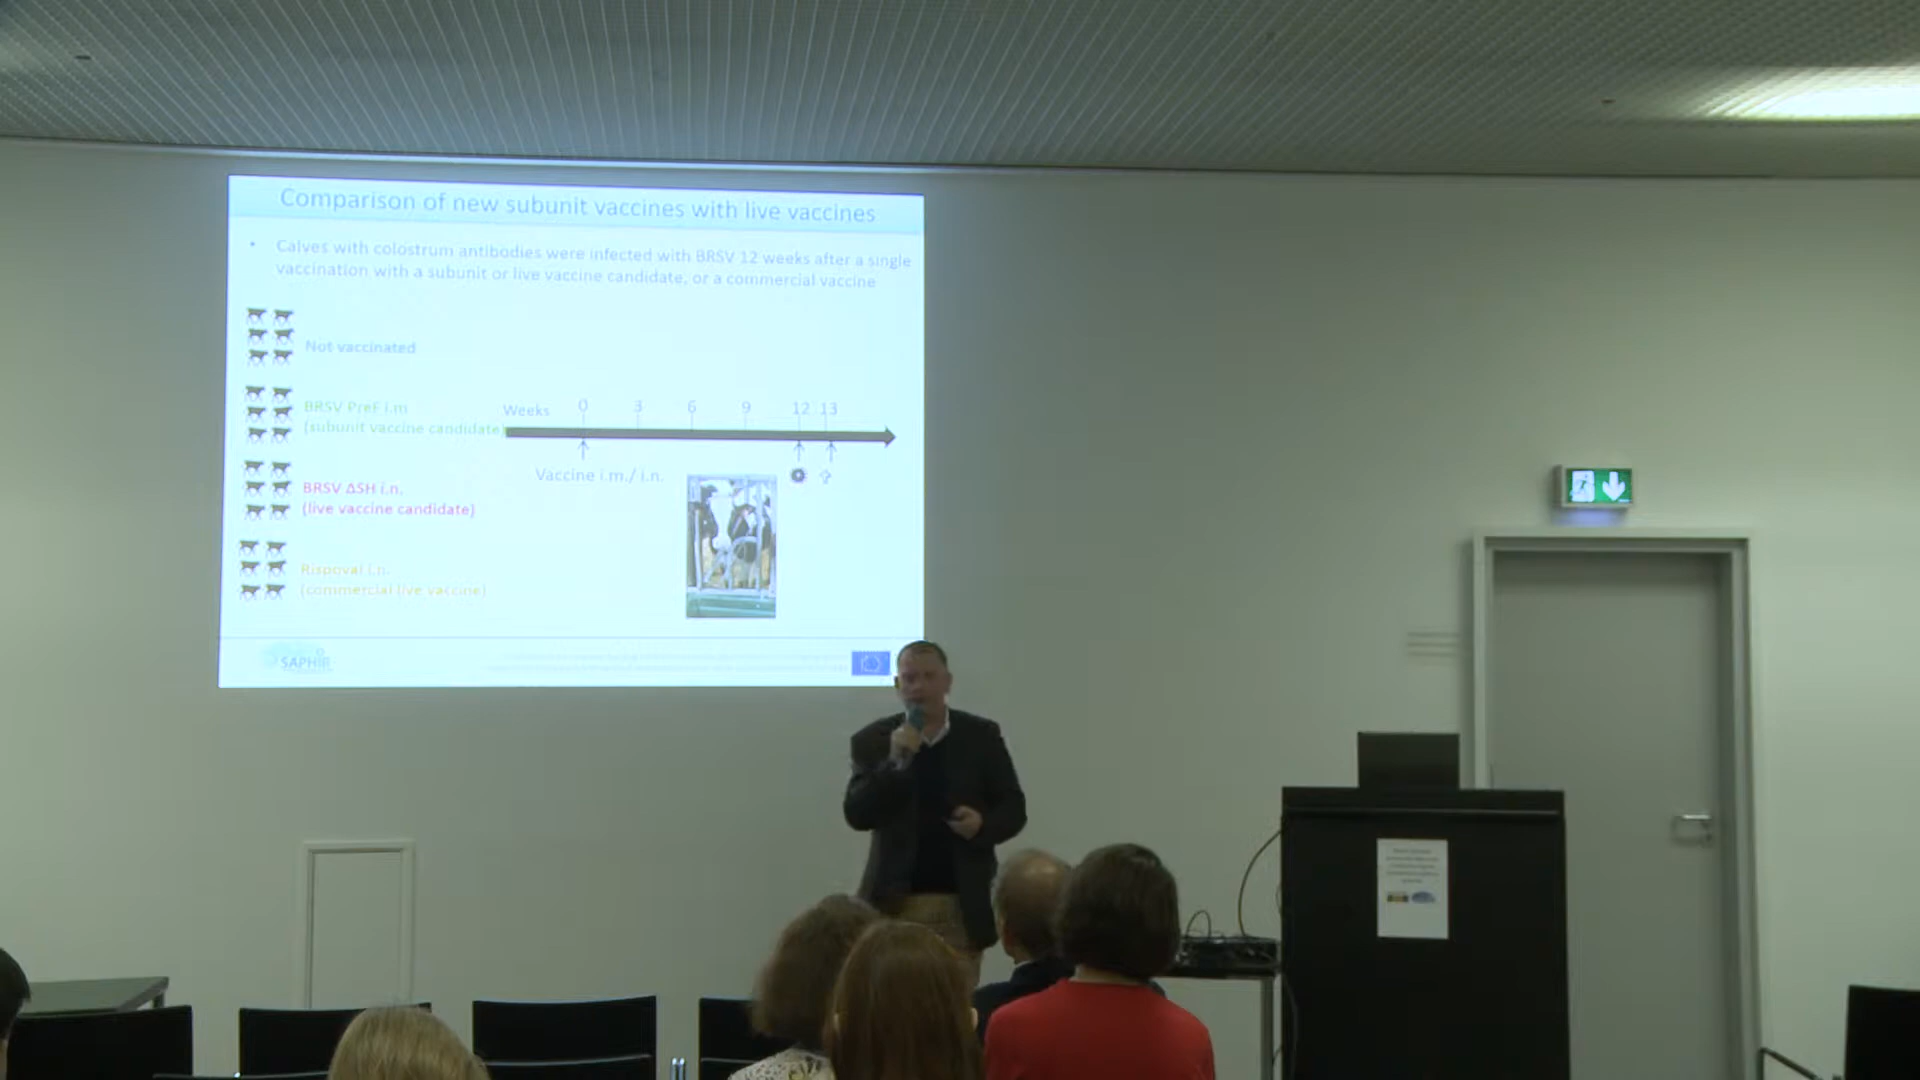 Comparison of new subunit vaccines with live vaccines
• Calves with colostrum antibodies were infected with BRSV 12 weeks after a single
vaccination with a subunit or live vaccine candidate, or a commercial vaccine
Not vaccinated
BRSV PreF i.m
(subunit vaccine candidate)
Weeks 0 3 6 9 12 13
Vaccine i.m./ i.n.
BRSV ΔSH i.n.
(live vaccine candidate)
Rispoval i.n.
(commercial live vaccine)
SAPHIR